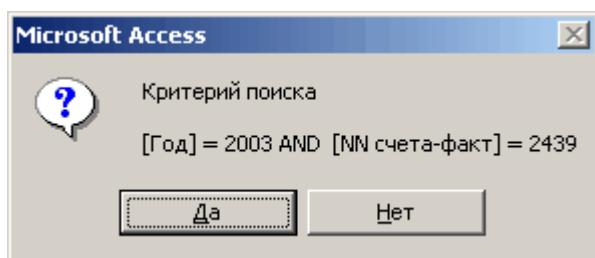 Microsoft Access
Критерий поиска
[Год] = 2003 AND [NN счета-факт] = 2439
Да
Нет